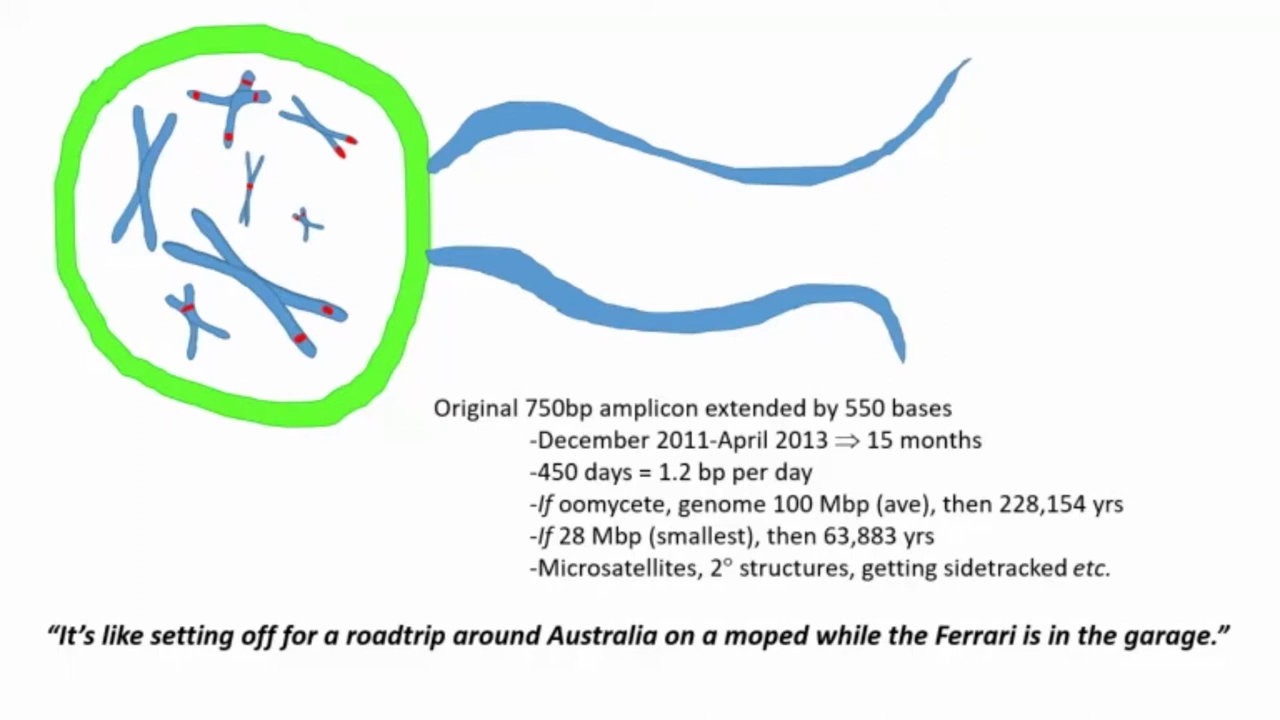 Original 750bp amplicon extended by 550 bases
-December 2011-April 2013 ⇒ 15 months
-450 days = 1.2 bp per day
-If oomycete, genome 100 Mbp (ave), then 228,154 yrs
-If 28 Mbp (smallest), then 63,883 yrs
-Microsatellites, 2° structures, getting sidetracked etc.
“It’s like setting off for a roadtrip around Australia on a moped while the Ferrari is in the garage.”